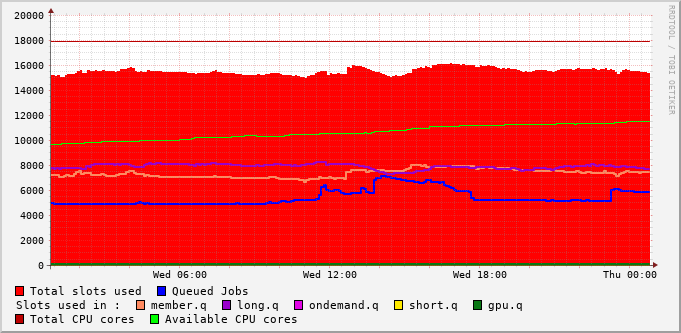 20000
18000
16000
14000
12000
10000
8000
6000
4000
2000
0
Wed 06:00 Wed 12:00 Wed 18:00 Thu 00:00
RRDTOOL / TOBI OETIKER
Total slots used Queued Jobs
Slots used in : member.q long.q ondemand.q short.q gpu.q
Total CPU cores Available CPU cores